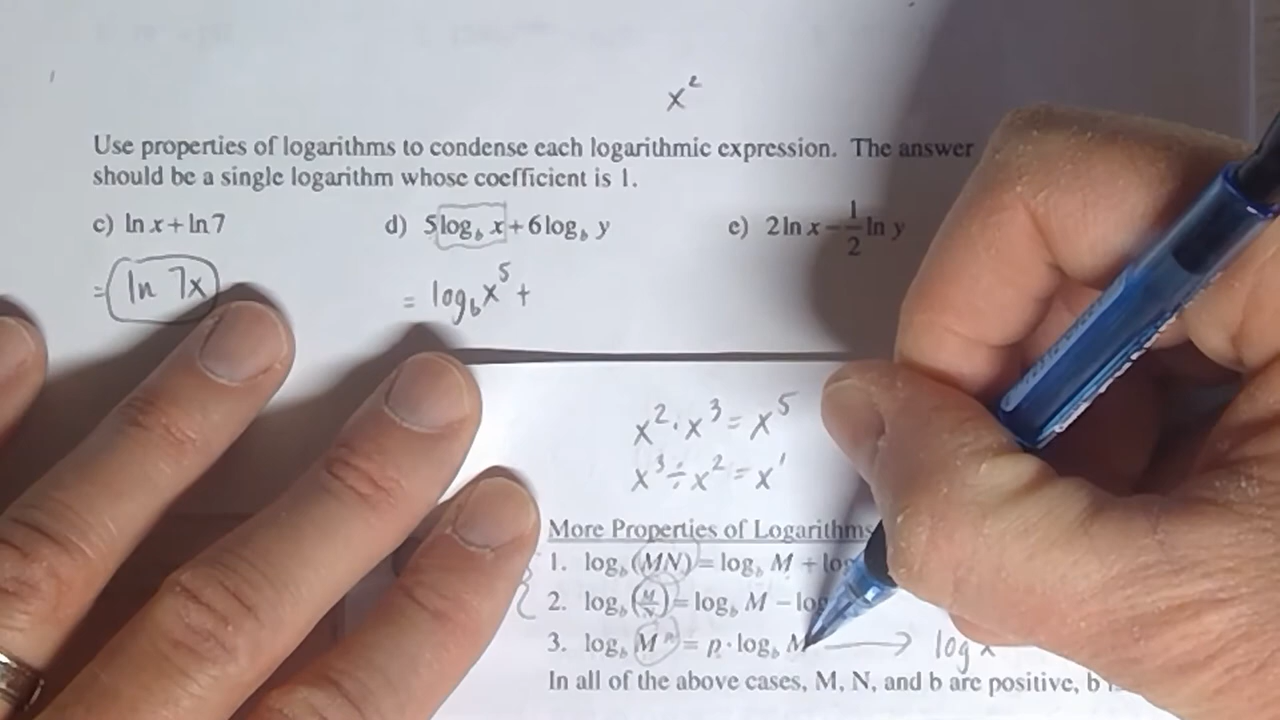 x²
Use properties of logarithms to condense each logarithmic expression. The answer
should be a single logarithm whose coefficient is 1.
c) ln x + ln 7
d) 5 log_b x + 6 log_b y
e) 2 ln x − 1/2 ln y
= ln 7x
= log_b x⁵ +
x² · x³ = x⁵
x³ ÷ x² = x¹
More Properties of Logarithms
1. log_b (MN) = log_b M + log
2. log_b (M/N) = log_b M − log
3. log_b M^p = p · log_b M → log x
In all of the above cases, M, N, and b are positive, b